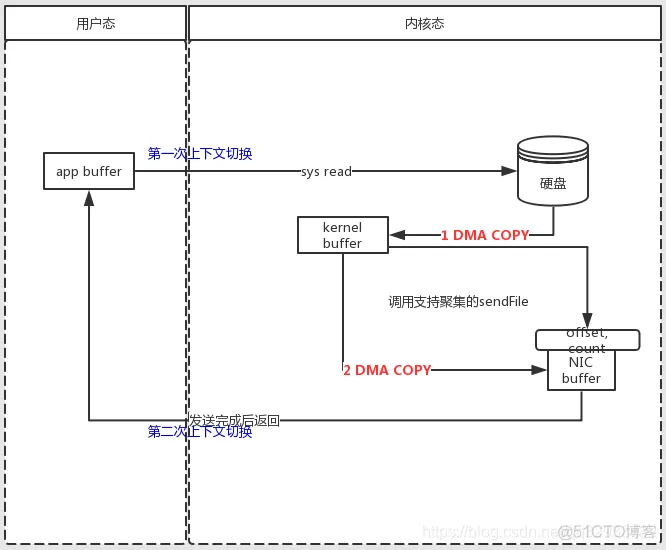 用户态
内核态
第一次上下文切换
app buffer
sys read
硬盘
kernel
buffer
1 DMA COPY
调用支持聚集的sendFile
offset,
count
NIC
buffer
2 DMA COPY
发送完成后返回
第二次上下文切换
https://blog.csdn.ne
@51CTO博客